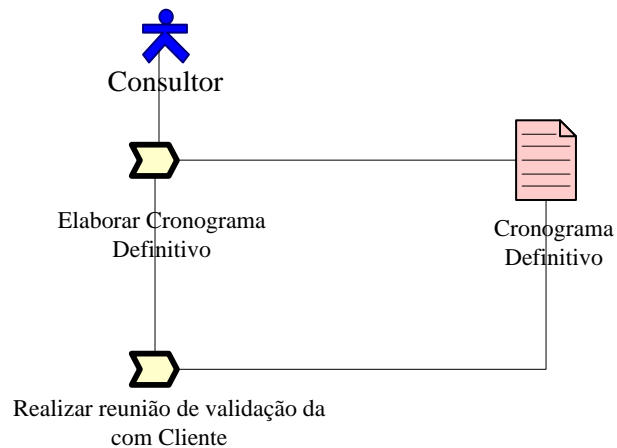 Consultor
Elaborar Cronograma
Definitivo
Cronograma
Definitivo
Realizar reunião de validação da
com Cliente